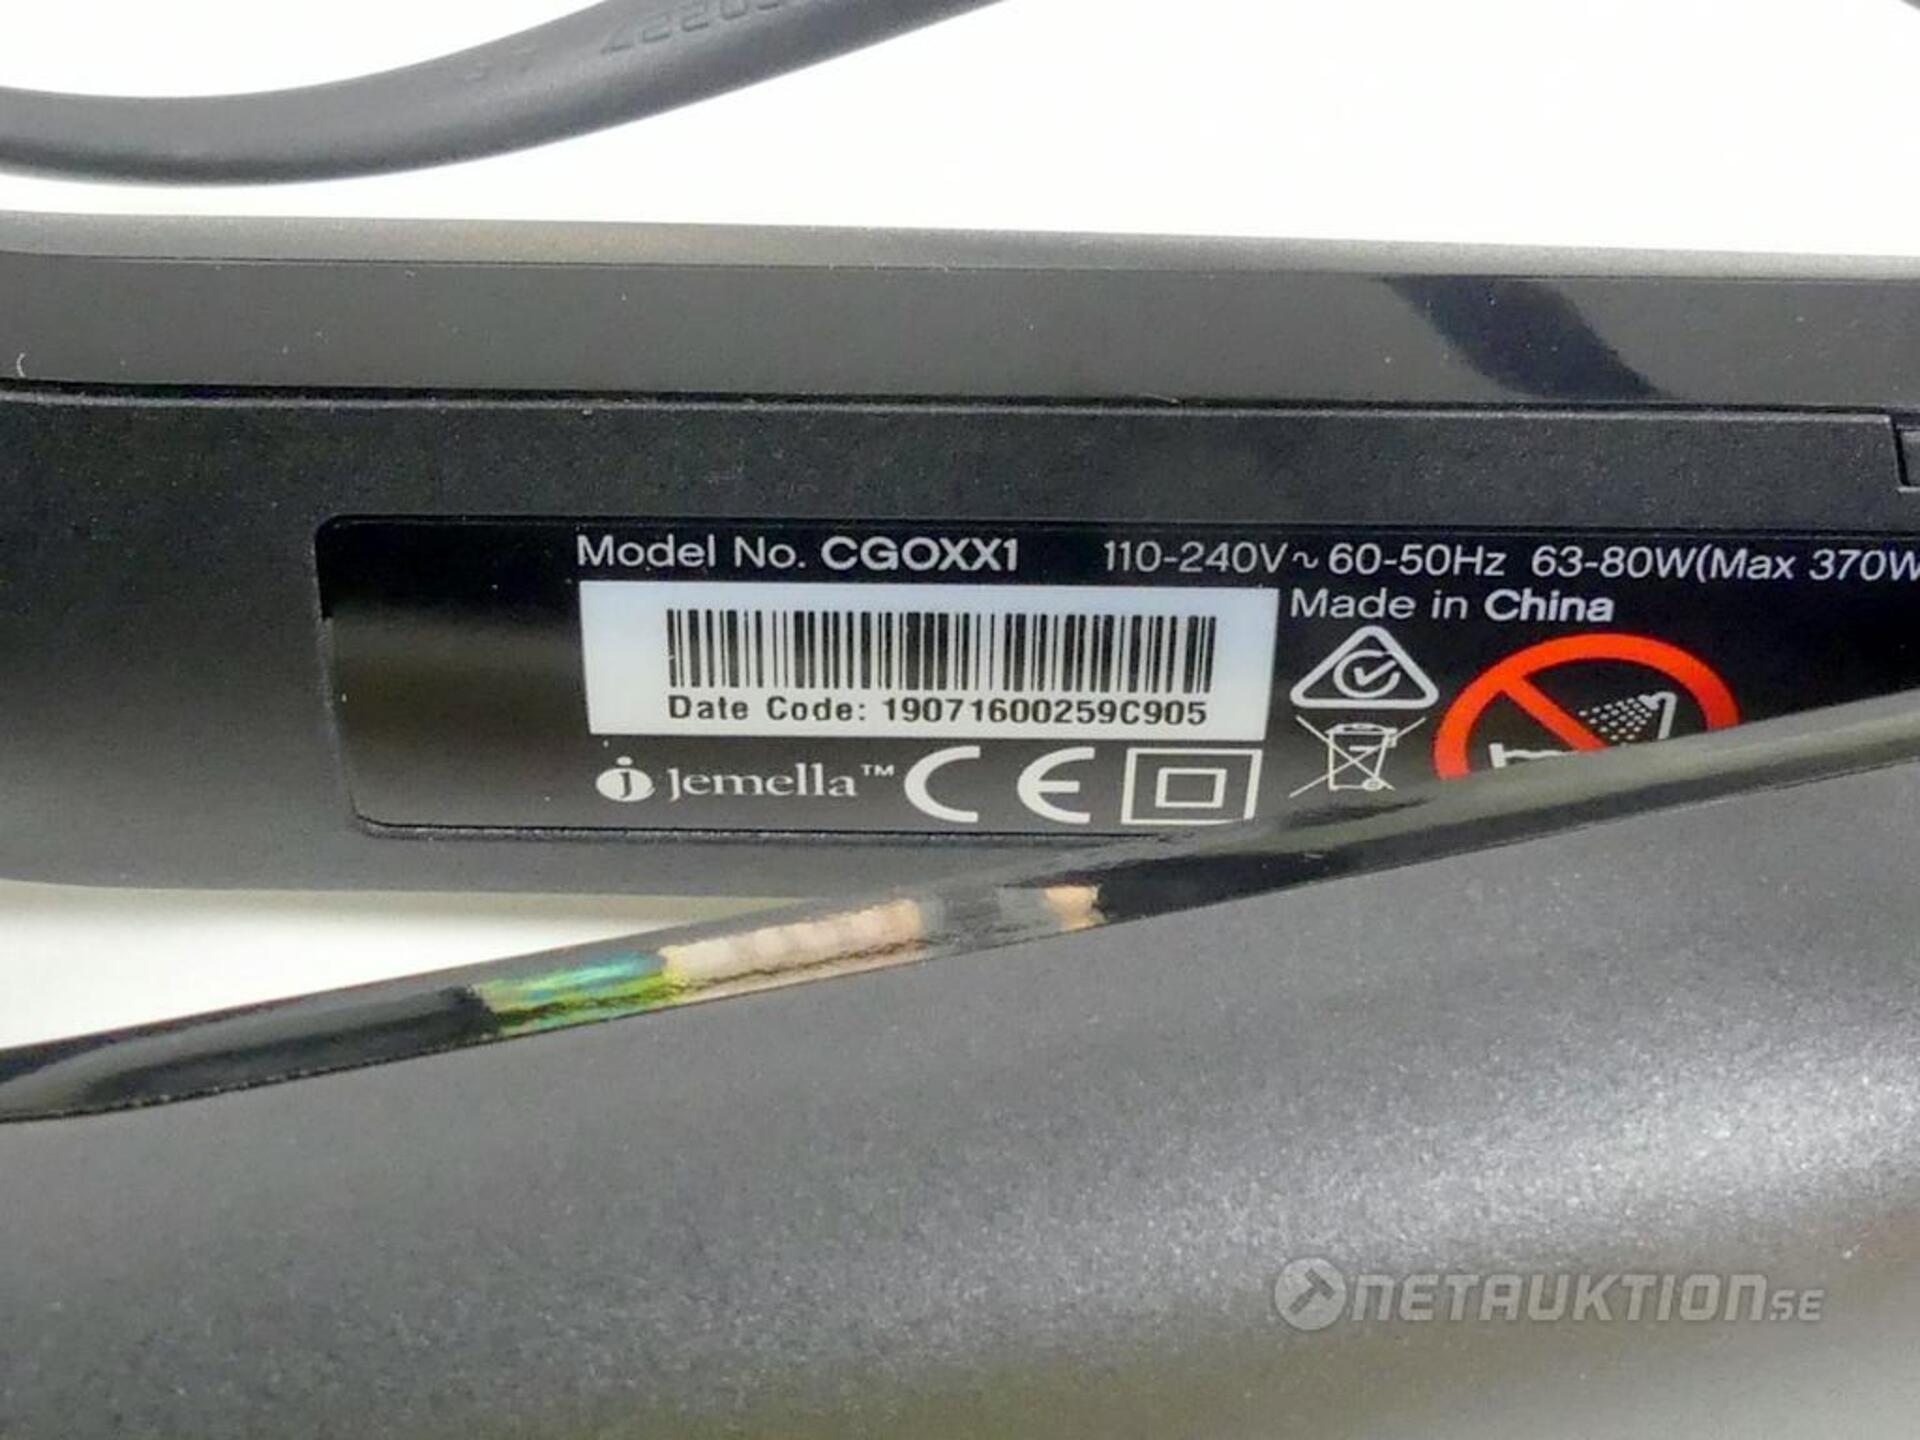 Model No. CGOXX1 110-240V~ 60-50Hz 63-80W(Max 370W
Made in China
Date Code: 19071600259C905
jemella™ CE
NETAUKTION.SE